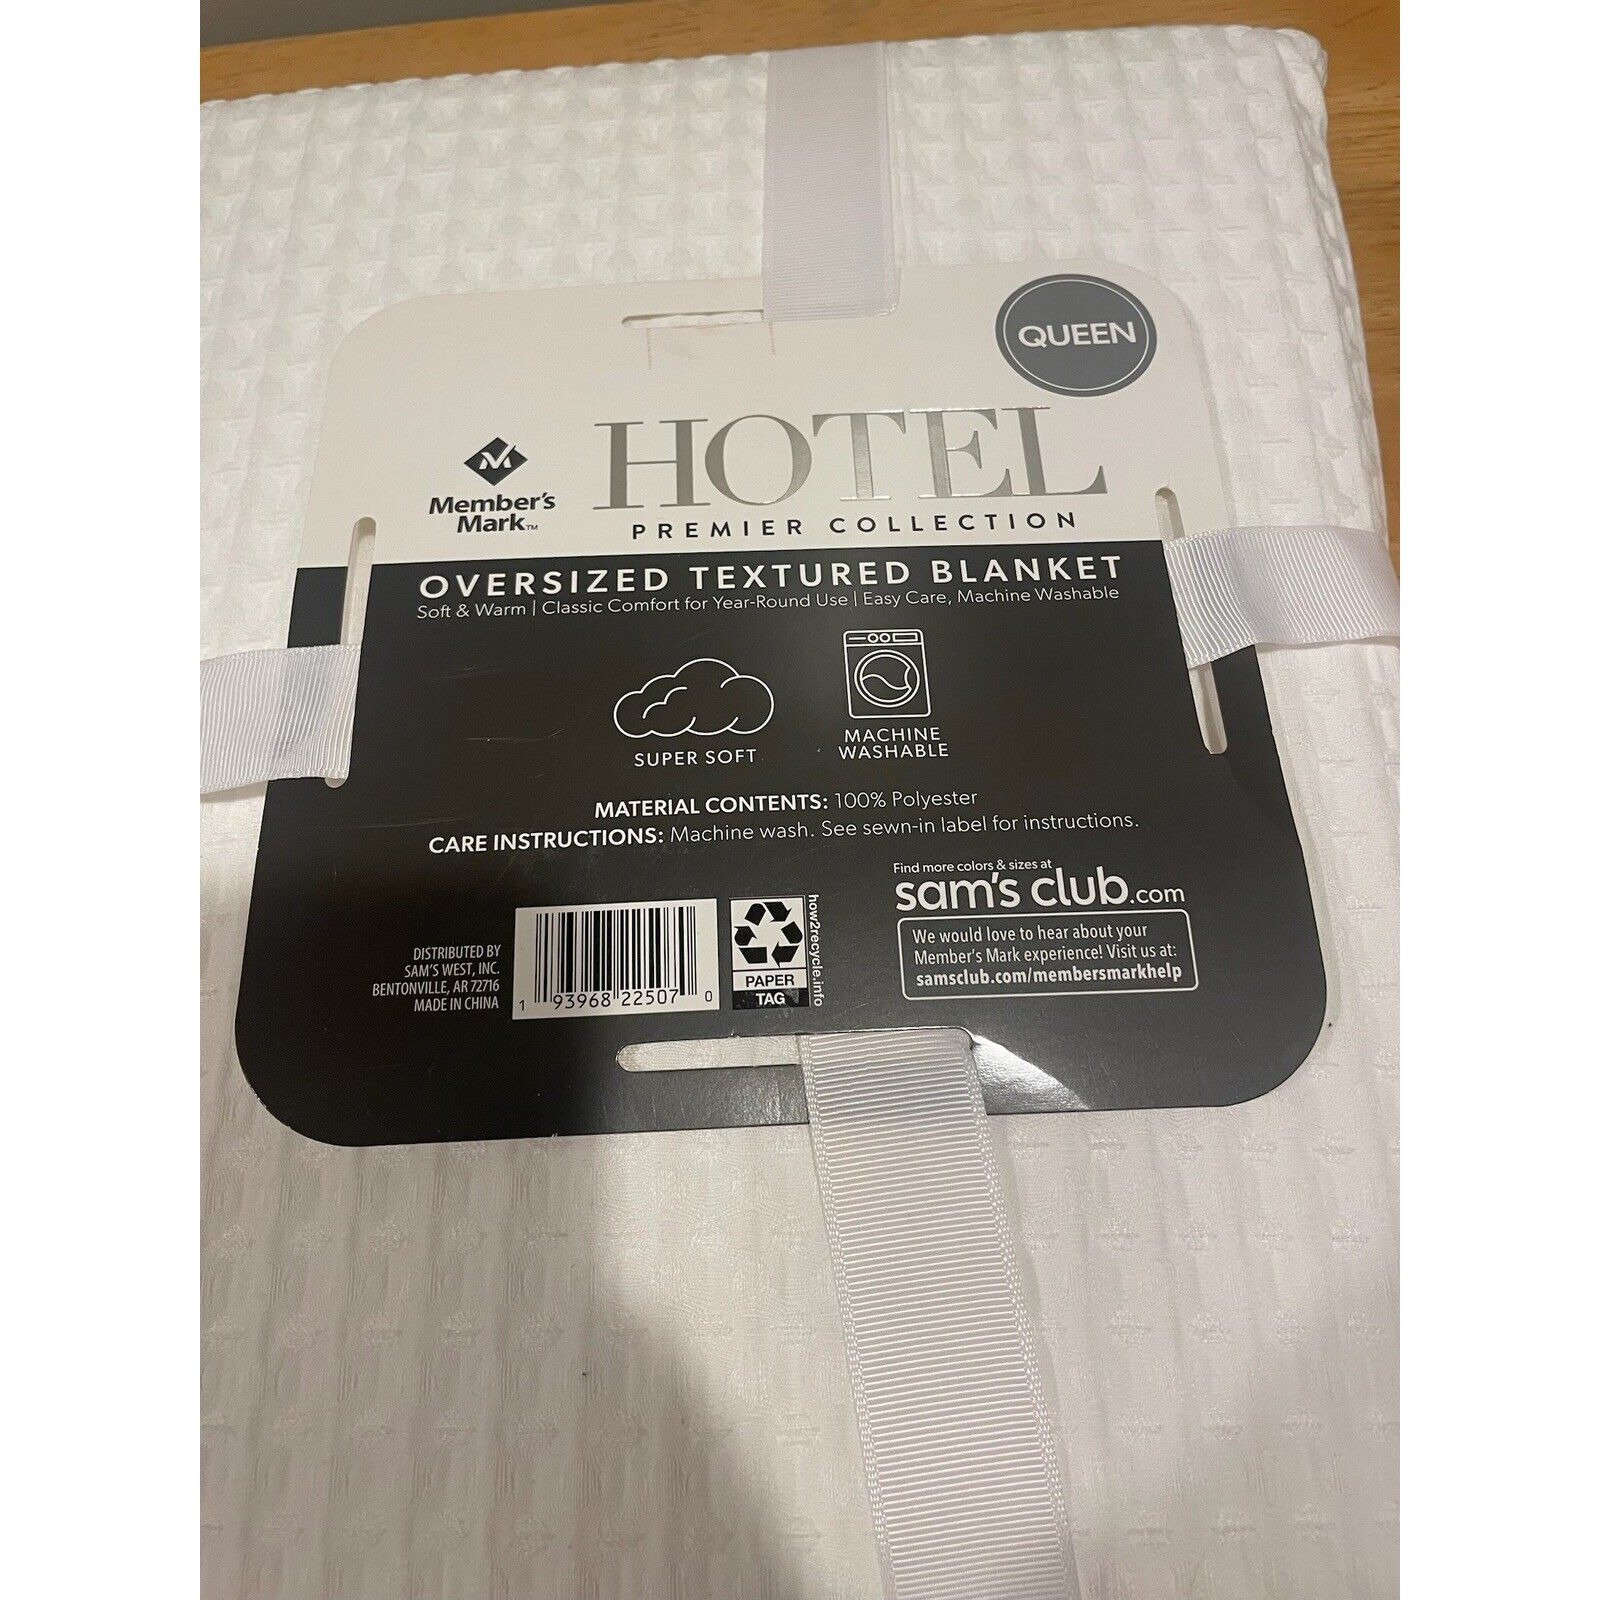 QUEEN
Member's
Mark™
HOTEL
PREMIER COLLECTION
OVERSIZED TEXTURED BLANKET
Soft & Warm | Classic Comfort for Year-Round Use | Easy Care, Machine Washable
SUPER SOFT
MACHINE
WASHABLE
MATERIAL CONTENTS: 100% Polyester
CARE INSTRUCTIONS: Machine wash. See sewn-in label for instructions.
DISTRIBUTED BY
SAM'S WEST, INC.
BENTONVILLE, AR 72716
MADE IN CHINA
1 93968 22507 0
PAPER
TAG
how2recycle.info
Find more colors & sizes at
sam's club.com
We would love to hear about your
Member's Mark experience! Visit us at:
samsclub.com/membersmarkhelp